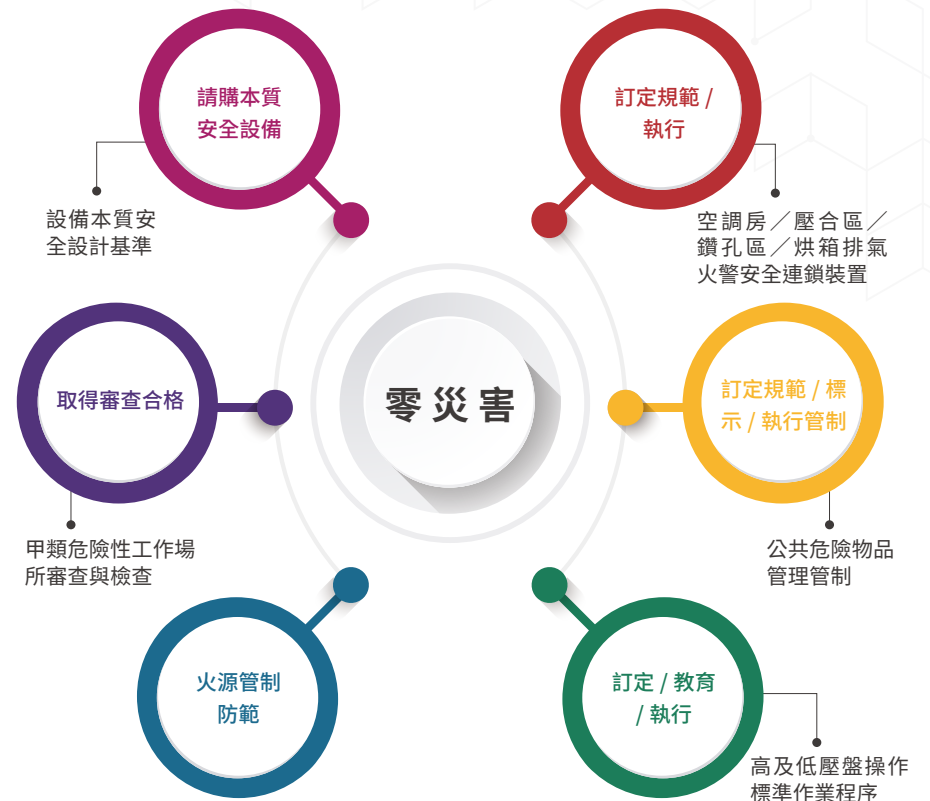 請購本質
安全設備
設備本質安
全設計基準
訂定規範 /
執行
空調房／壓合區／
鑽孔區／烘箱排氣
火警安全連鎖裝置
零災害
取得審查合格
甲類危險性工作場
所審查與檢查
訂定規範 / 標
示 / 執行管制
公共危險物品
管理管制
火源管制
防範
訂定 / 教育
/ 執行
高及低壓盤操作
標準作業程序